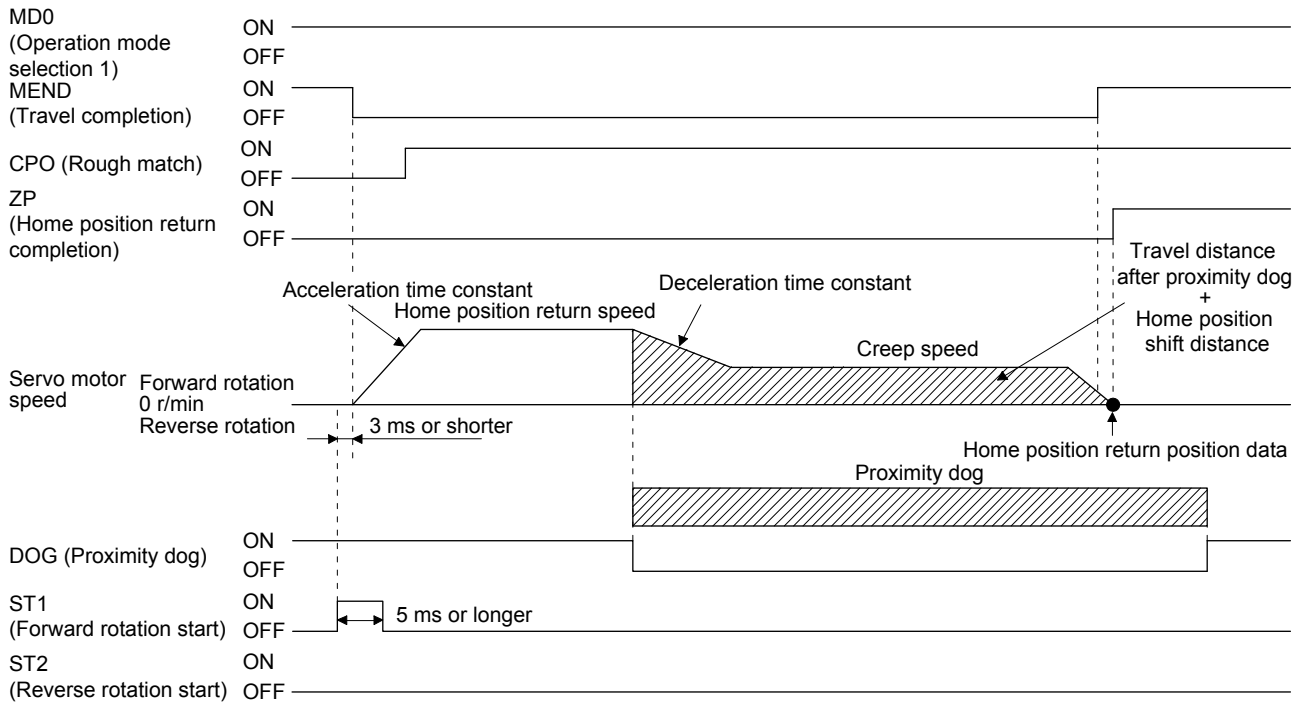 MD0
(Operation mode
selection 1)
ON
OFF
MEND
(Travel completion)
ON
OFF
CPO (Rough match)
ON
OFF
ZP
(Home position return
completion)
ON
OFF
Travel distance
after proximity dog
+
Home position
shift distance
Acceleration time constant
Home position return speed
Deceleration time constant
Creep speed
Servo motor
speed
Forward rotation
0 r/min
Reverse rotation
3 ms or shorter
Home position return position data
Proximity dog
DOG (Proximity dog)
ON
OFF
ST1
(Forward rotation start)
ON
OFF
5 ms or longer
ST2
(Reverse rotation start)
ON
OFF